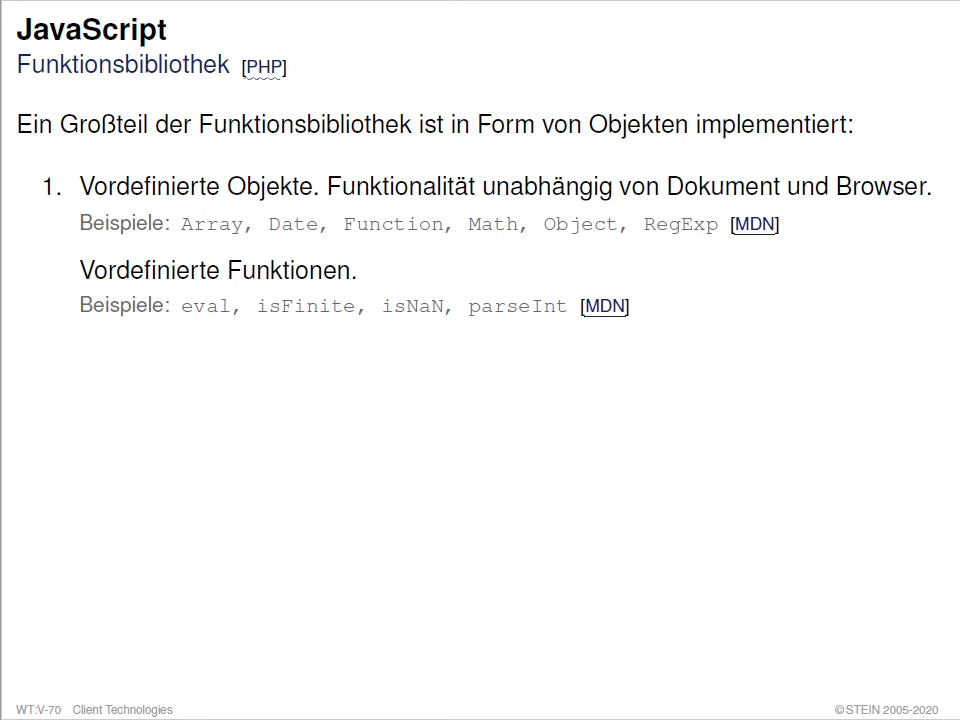 JavaScript
Funktionsbibliothek [PHP]
Ein Großteil der Funktionsbibliothek ist in Form von Objekten implementiert:
1. Vordefinierte Objekte. Funktionalität unabhängig von Dokument und Browser.
Beispiele: Array, Date, Function, Math, Object, RegExp [MDN]
Vordefinierte Funktionen.
Beispiele: eval, isFinite, isNaN, parseInt [MDN]
WT:V-70 Client Technologies ©STEIN 2005-2020